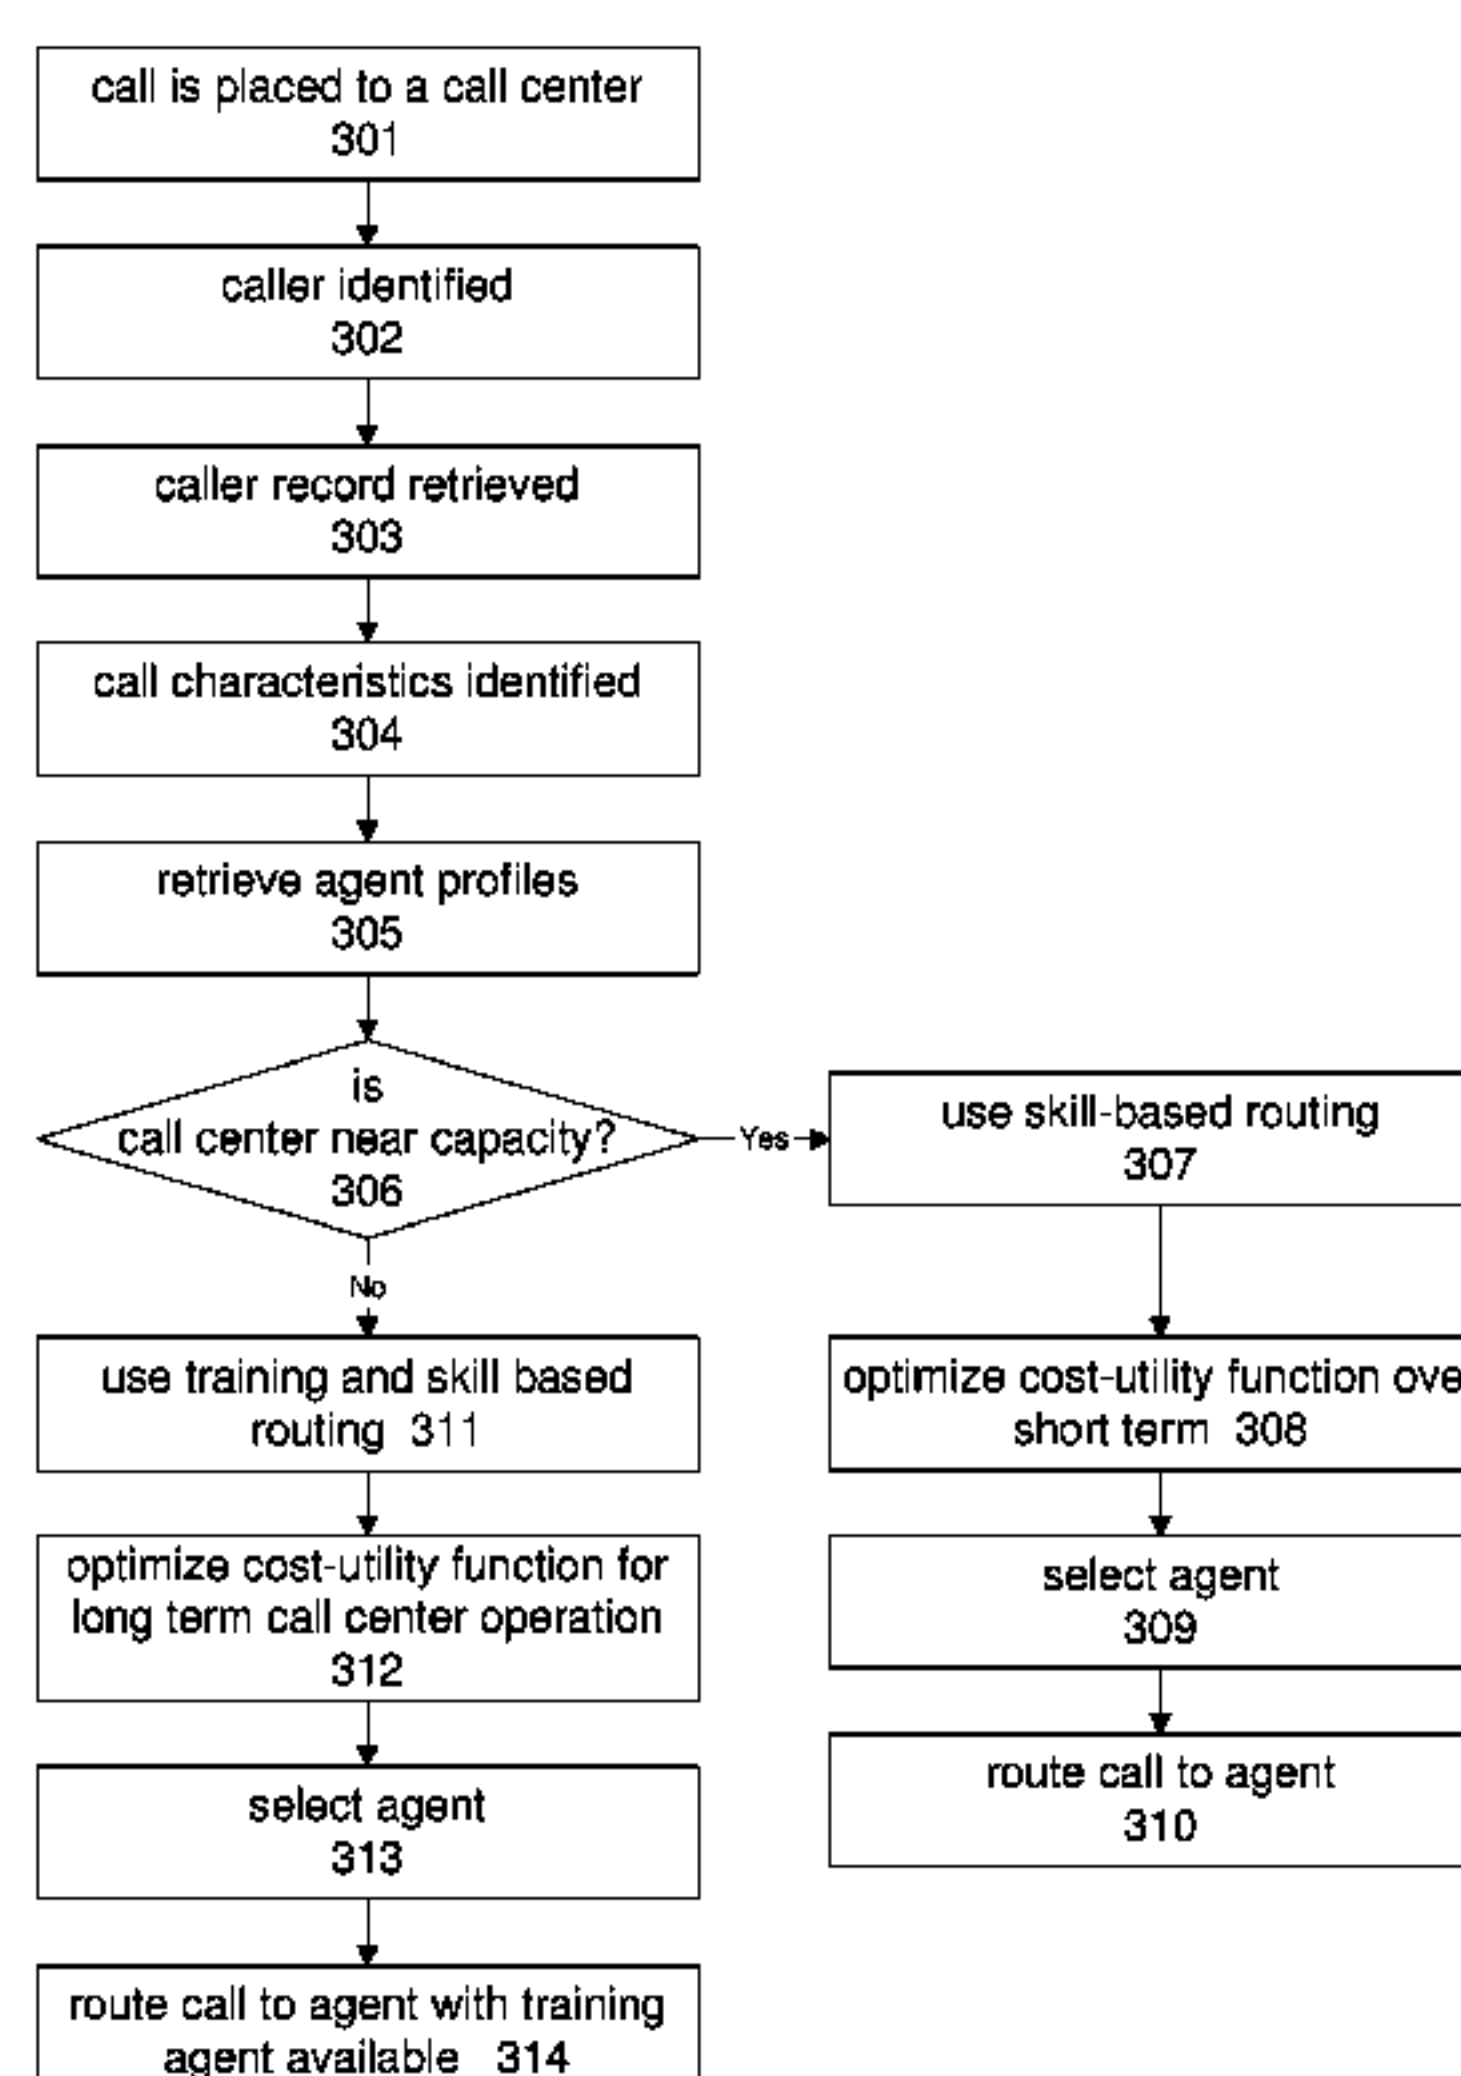 call is placed to a call center
301
caller identified
302
caller record retrieved
303
call characteristics identified
304
retrieve agent profiles
305
is
call center near capacity?
306
Yes
No
use skill-based routing
307
optimize cost-utility function ove
short term 308
select agent
309
route call to agent
310
use training and skill based
routing 311
optimize cost-utility function for
long term call center operation
312
select agent
313
route call to agent with training
agent available 314